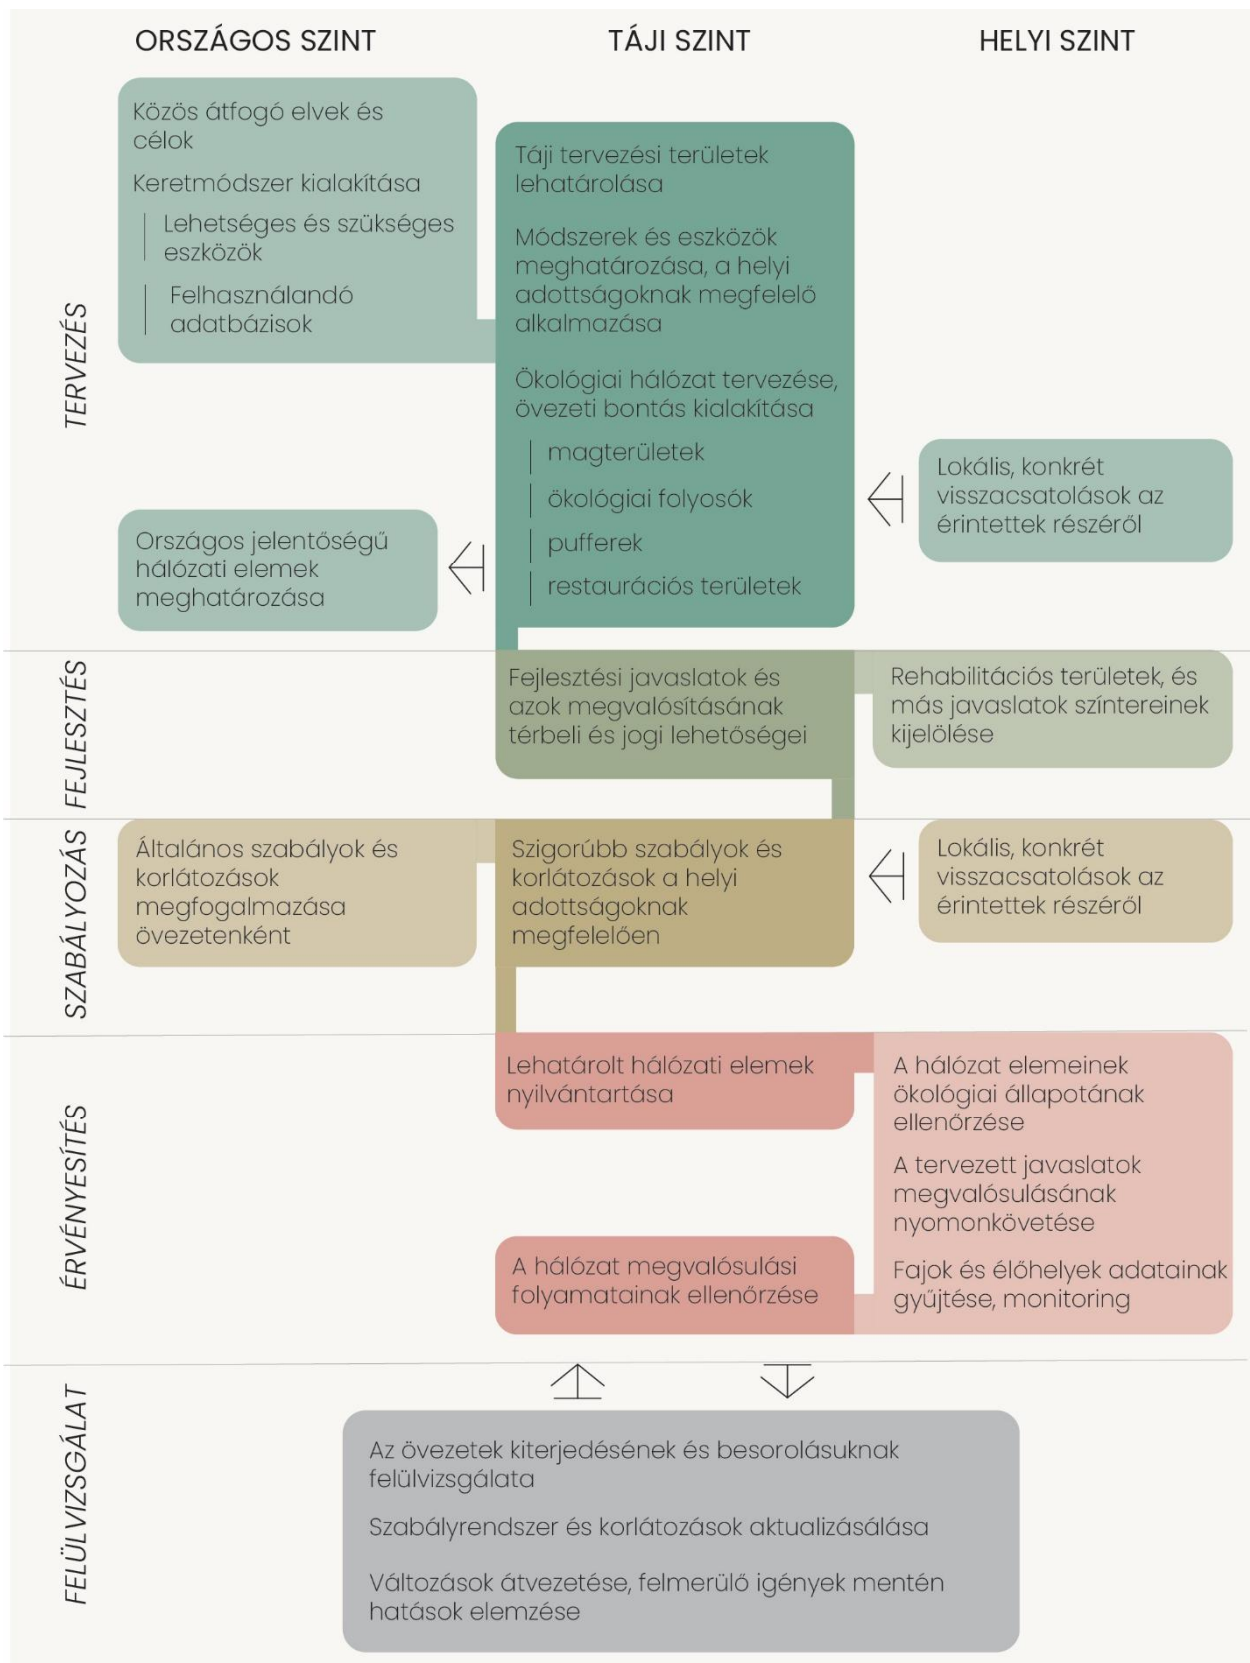 ORSZÁGOS SZINT
TÁJI SZINT
HELYI SZINT
TERVEZÉS
Közös átfogó elvek és
célok
Keretmódszer kialakítása
Lehetséges és szükséges
eszközök
Felhasználandó
adatbázisok
Országos jelentőségű
hálózati elemek
meghatározása
Táji tervezési területek
lehatárolása
Módszerek és eszközök
meghatározása, a helyi
adottságoknak megfelelő
alkalmazása
Ökológiai hálózat tervezése,
övezeti bontás kialakítása
magterületek
ökológiai folyosók
pufferek
restaurációs területek
Lokális, konkrét
visszacsatolások az
érintettek részéről
FEJLESZTÉS
Fejlesztési javaslatok és
azok megvalósításának
térbeli és jogi lehetőségei
Rehabilitációs területek, és
más javaslatok színtereinek
kijelölése
SZABÁLYOZÁS
Általános szabályok és
korlátozások
megfogalmazása
övezetenként
Szigorúbb szabályok és
korlátozások a helyi
adottságoknak
megfelelően
Lokális, konkrét
visszacsatolások az
érintettek részéről
ÉRVÉNYESÍTÉS
Lehatárolt hálózati elemek
nyilvántartása
A hálózat megvalósulási
folyamatainak ellenőrzése
A hálózat elemeinek
ökológiai állapotának
ellenőrzése
A tervezett javaslatok
megvalósulásának
nyomonkövetése
Fajok és élőhelyek adatainak
gyűjtése, monitoring
FELÜLVIZSGÁLAT
Az övezetek kiterjedésének és besorolásuknak
felülvizsgálata
Szabályrendszer és korlátozások aktualizásálása
Változások átvezetése, felmerülő igények mentén
hatások elemzése